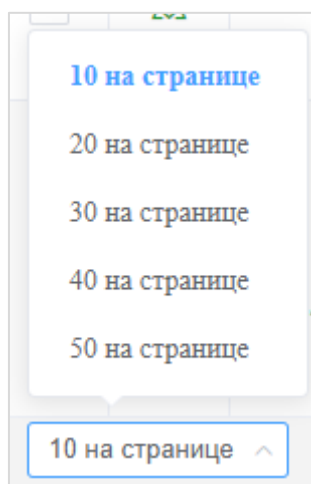 10 на странице
20 на странице
30 на странице
40 на странице
50 на странице
10 на странице